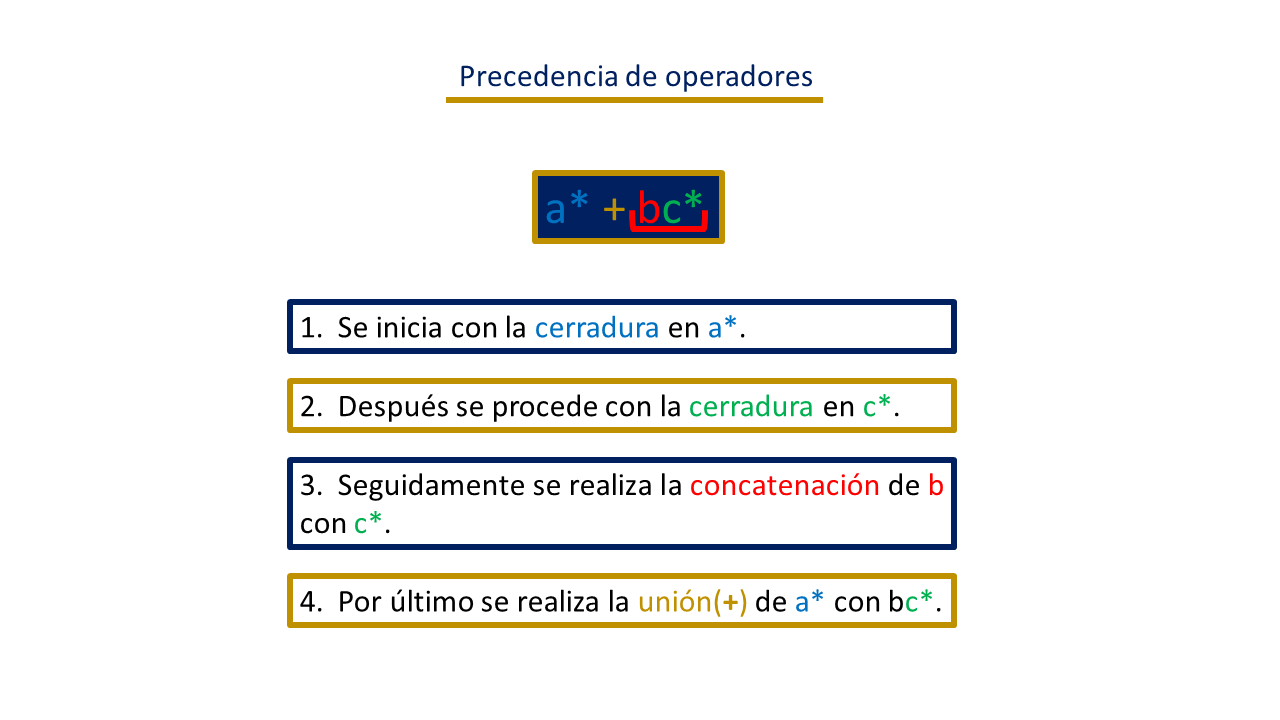 Precedencia de operadores
a* + bc*
1. Se inicia con la cerradura en a*.
2. Después se procede con la cerradura en c*.
3. Seguidamente se realiza la concatenación de b
con c*.
4. Por último se realiza la unión(+) de a* con bc*.